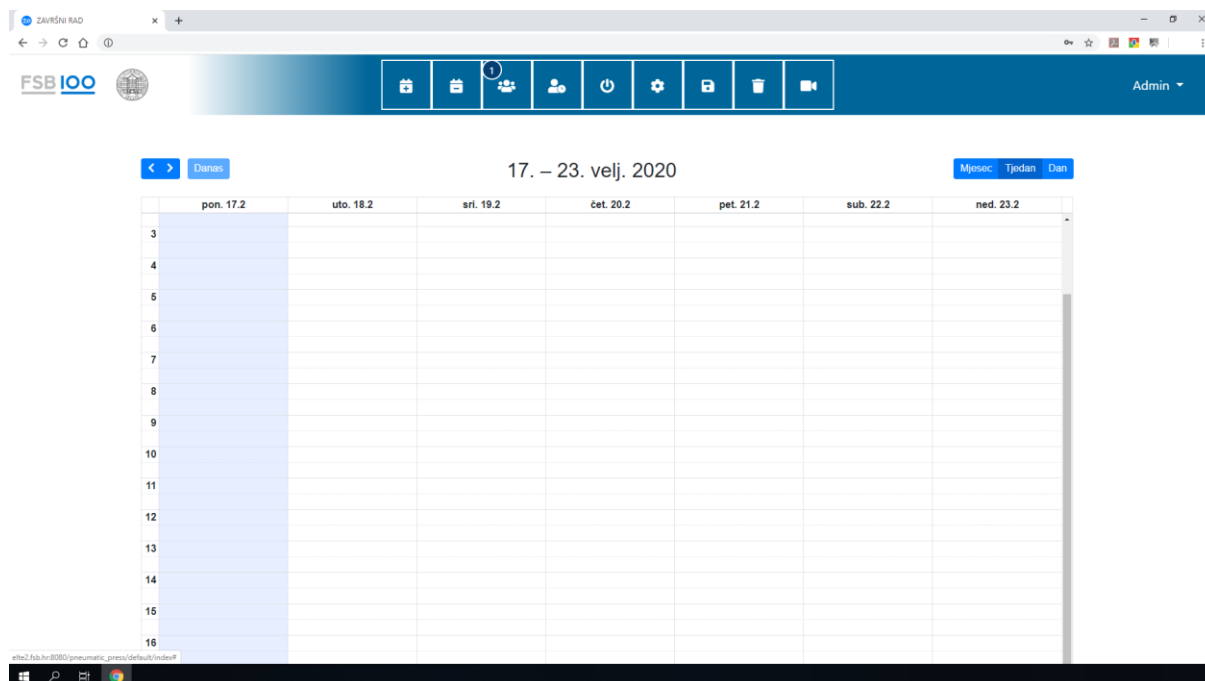 ZAVRŠNI RAD
FSB 100
1
Admin
Danas
17. – 23. velj. 2020
Mjesec Tjedan Dan
pon. 17.2 uto. 18.2 sri. 19.2 čet. 20.2 pet. 21.2 sub. 22.2 ned. 23.2
3
4
5
6
7
8
9
10
11
12
13
14
15
16
elte2.fsb.hr:8080/pneumatic_press/default/index#